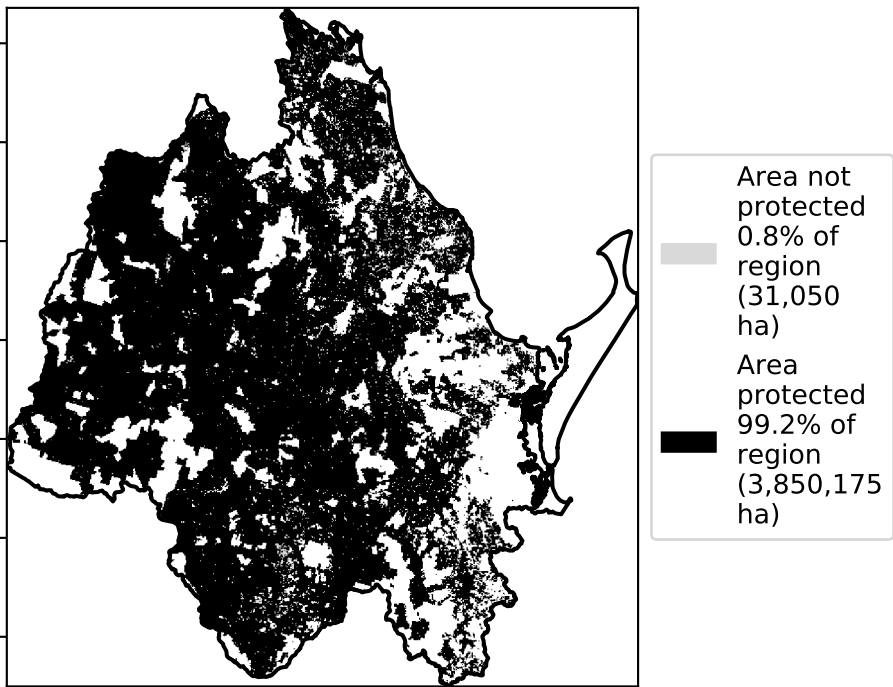 Area not
protected
0.8% of
region
(31,050
ha)
Area
protected
99.2% of
region
(3,850,175
ha)